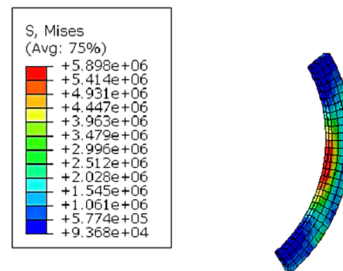 S, Mises
(Avg: 75%)
+5.898e+06
+5.414e+06
+4.931e+06
+4.447e+06
+3.963e+06
+3.479e+06
+2.996e+06
+2.512e+06
+2.028e+06
+1.545e+06
+1.061e+06
+5.774e+05
+9.368e+04